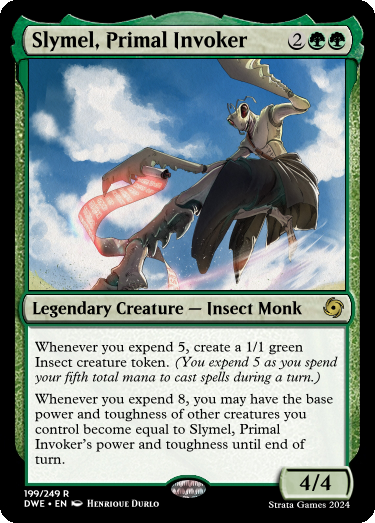 Slymel, Primal Invoker 2
Legendary Creature — Insect Monk
Whenever you expend 5, create a 1/1 green
Insect creature token. (You expend 5 as you spend
your fifth total mana to cast spells during a turn.)
Whenever you expend 8, you may have the base
power and toughness of other creatures you
control become equal to Slymel, Primal
Invoker's power and toughness until end of
turn.
4/4
199/249 R
DWE • EN Henrique Durlo
Strata Games 2024